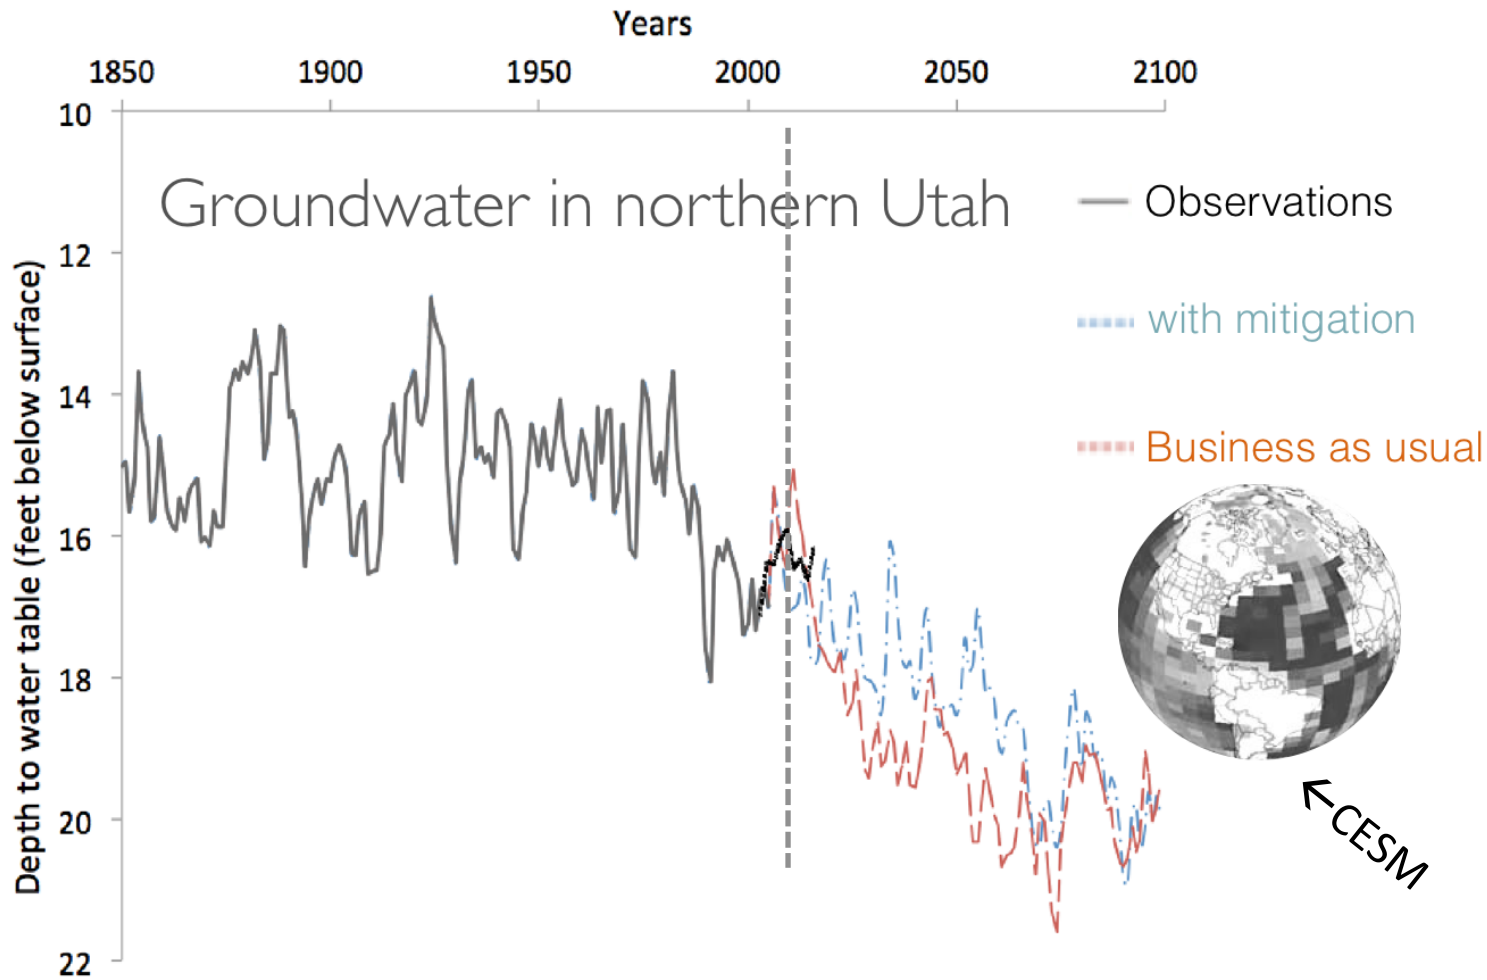 Years
1850 1900 1950 2000 2050 2100
10
Groundwater in northern Utah
Observations
12
with mitigation
14
Business as usual
16
18
20
22
Depth to water table (feet below surface)
←CESM